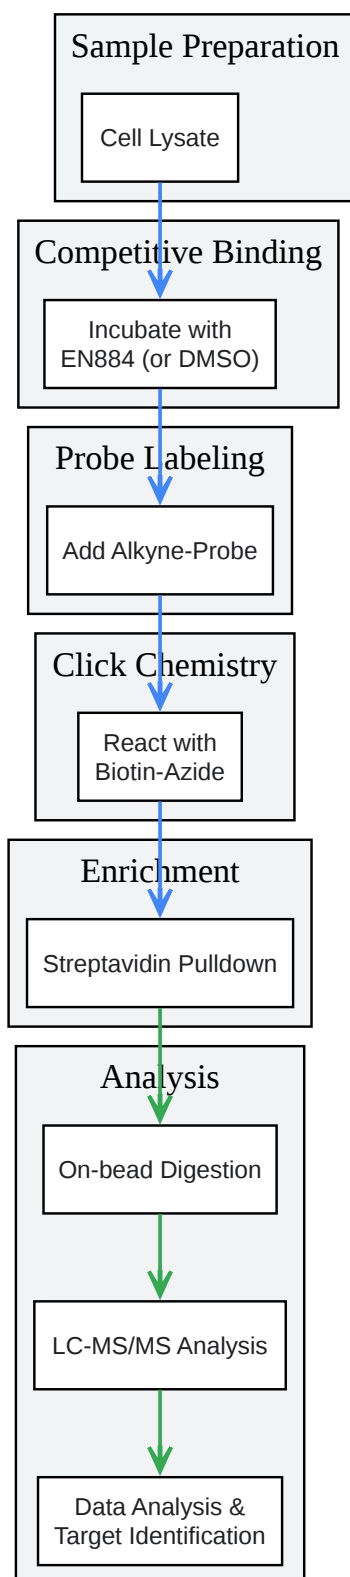 Sample Preparation
Cell Lysate
Competitive Binding
Incubate with
EN884 (or DMSO)
Probe Labeling
Add Alkyne-Probe
Click Chemistry
React with
Biotin-Azide
Enrichment
Streptavidin Pulldown
Analysis
On-bead Digestion
LC-MS/MS Analysis
Data Analysis &
Target Identification